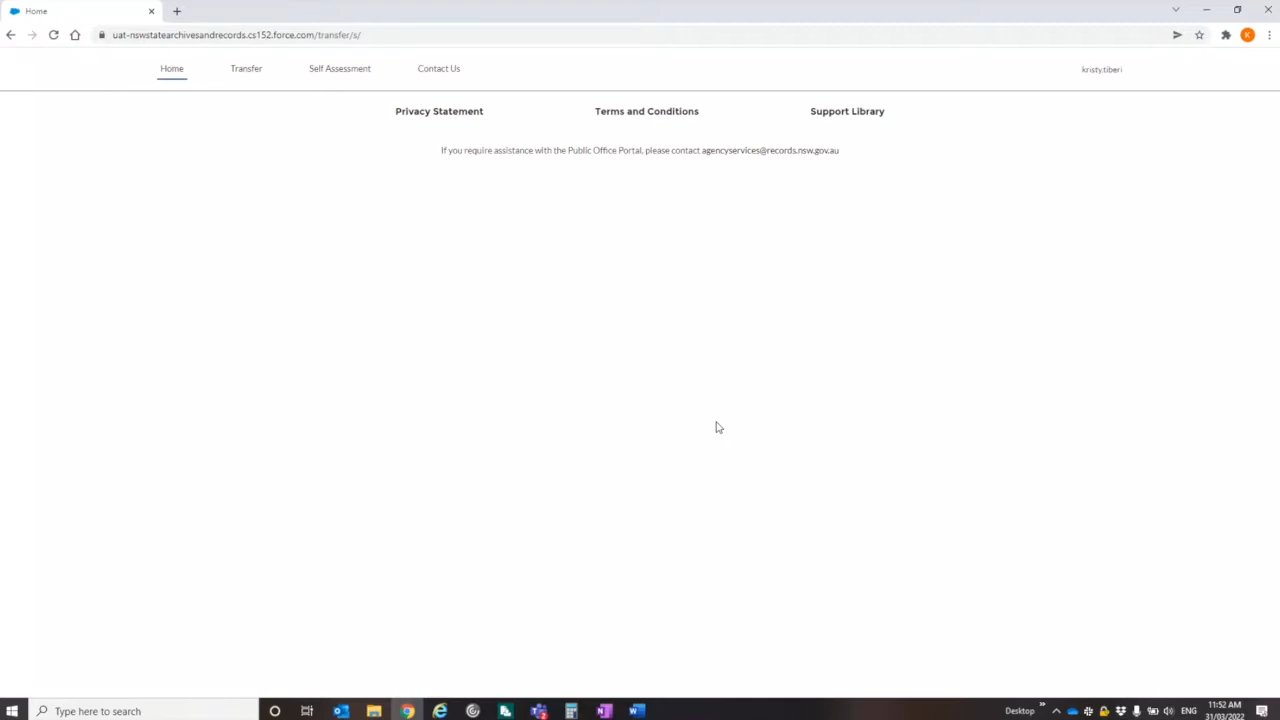 Home
uat-nswstatearchivesandrecords.cs152.force.com/transfer/s/
K
Home Transfer Self Assessment Contact Us kristy.tiberi
Privacy Statement Terms and Conditions Support Library
If you require assistance with the Public Office Portal, please contact agencyservices@records.nsw.gov.au
Type here to search
Desktop
ENG
11:52 AM
31/03/2022